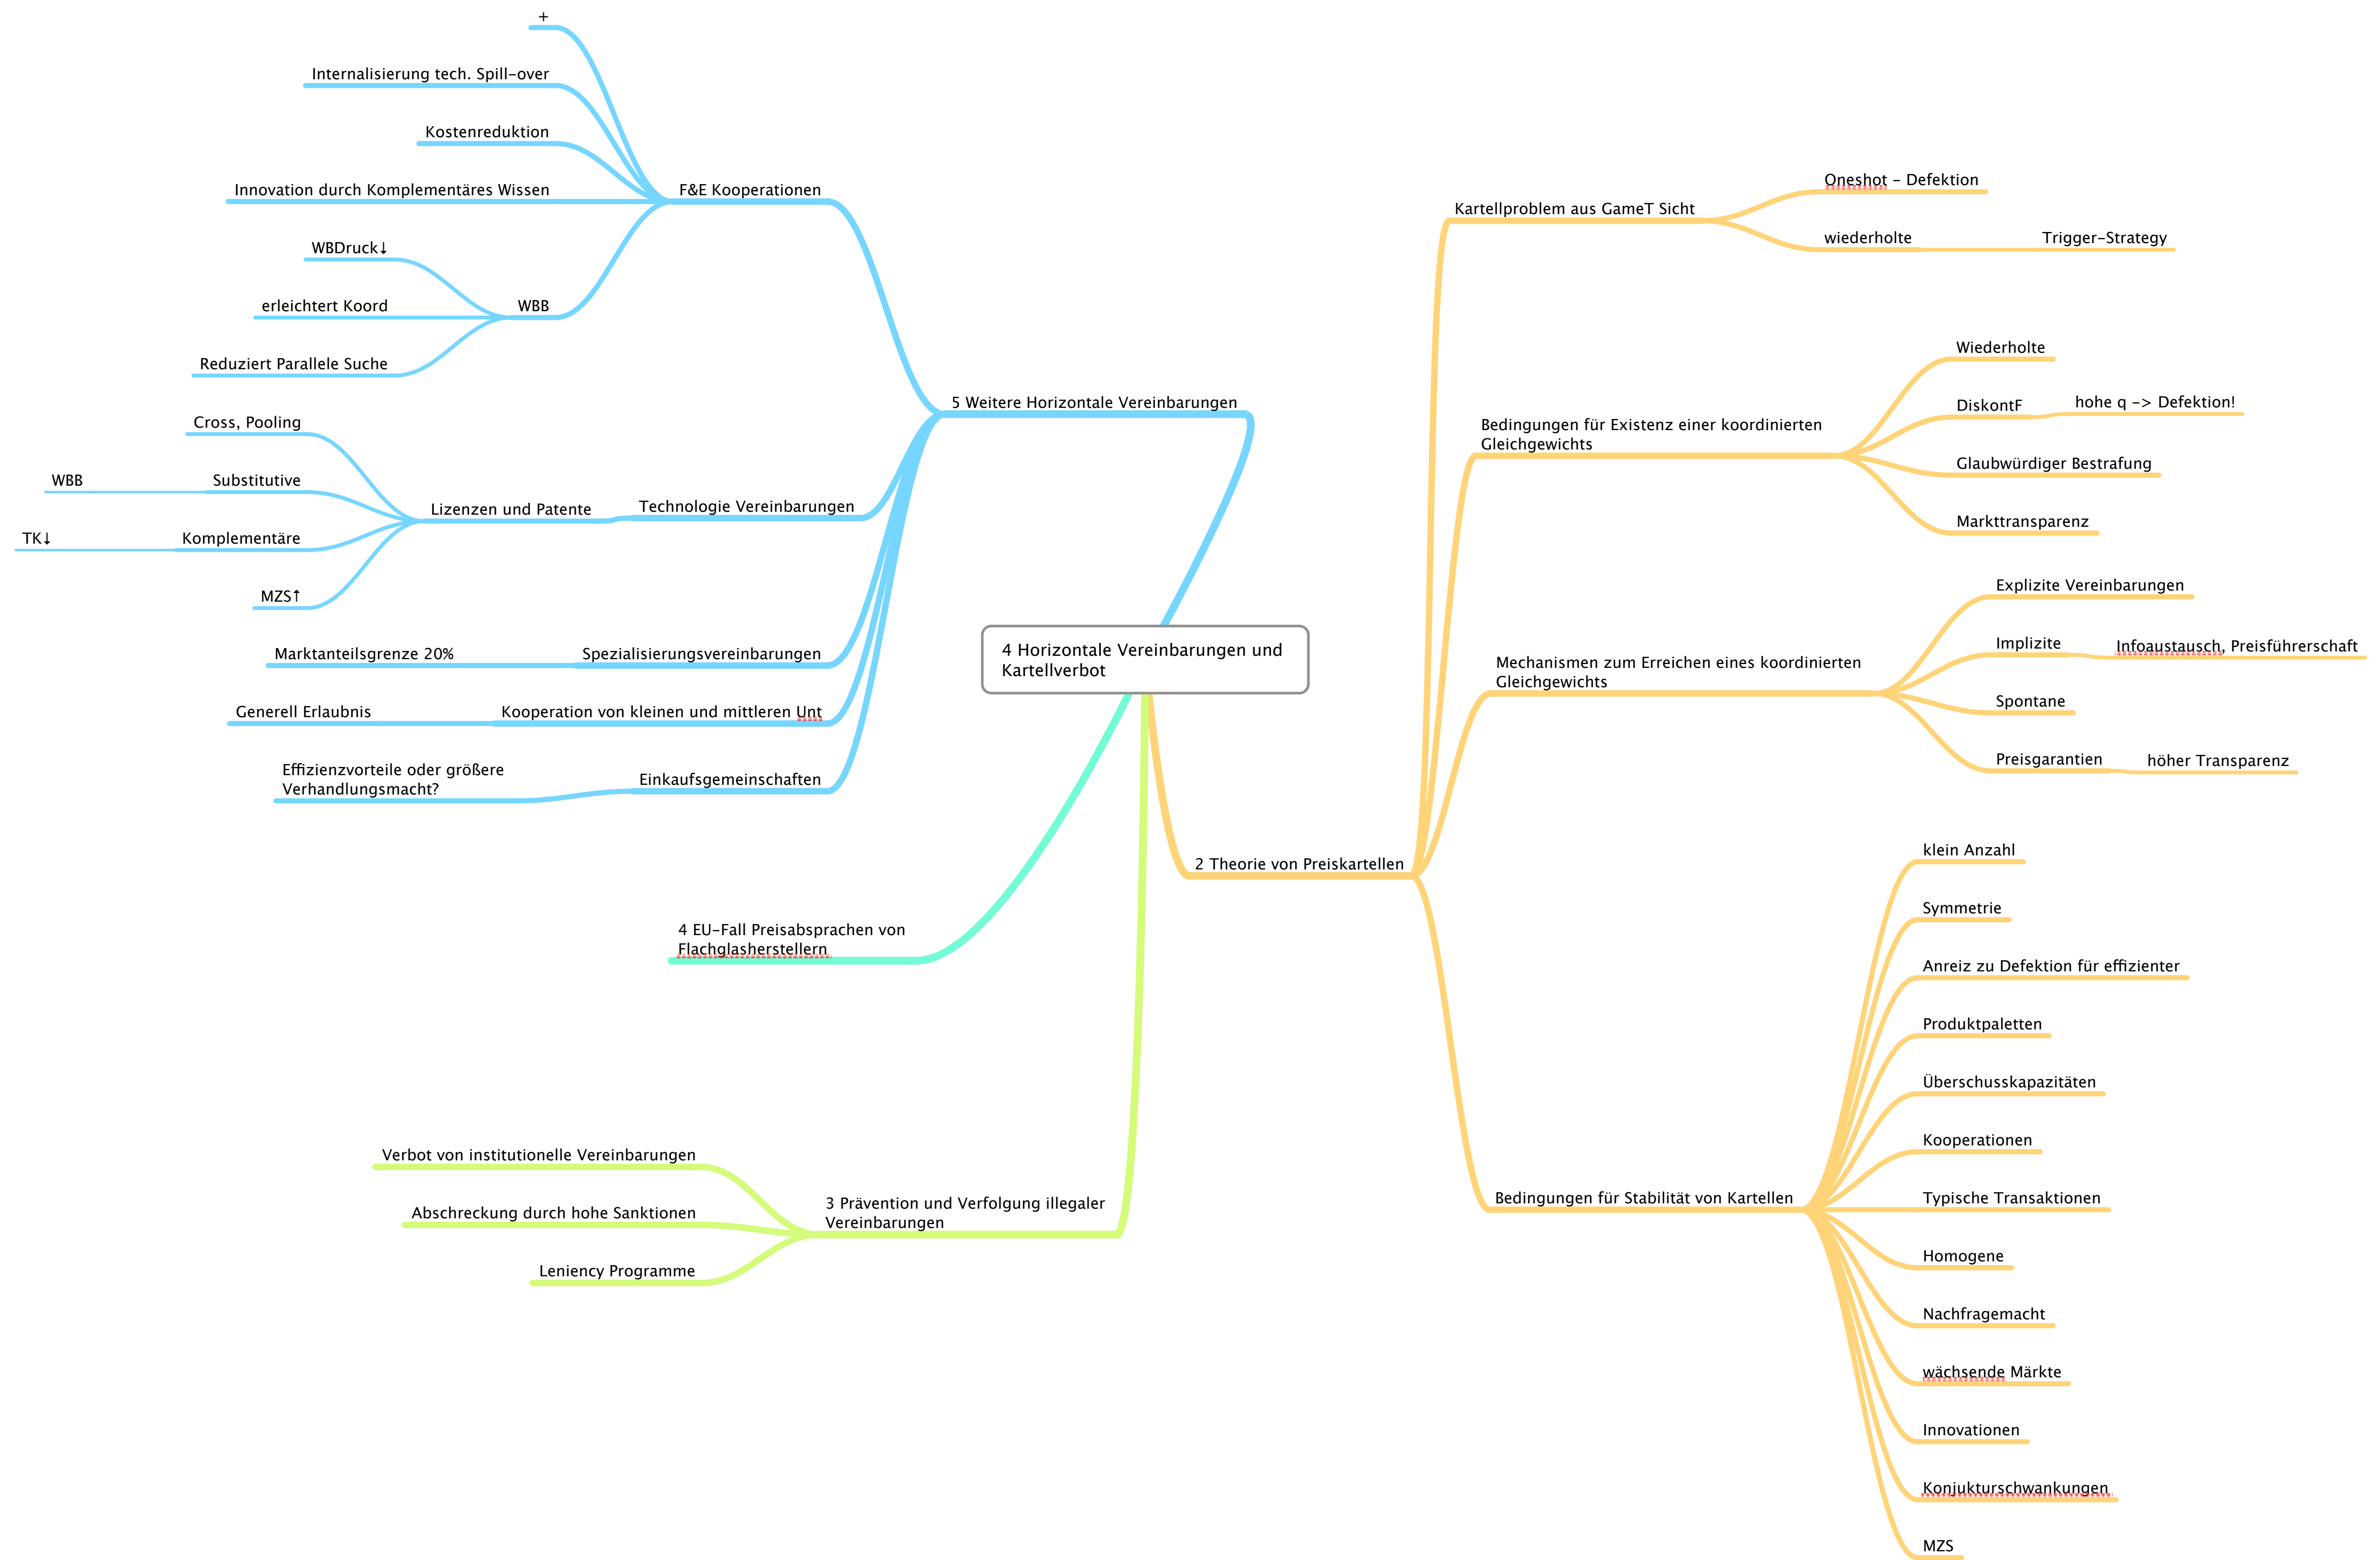 4 Horizontale Vereinbarungen und
Kartellverbot
2 Theorie von Preiskartellen
Kartellproblem aus GameT Sicht
Oneshot - Defektion
wiederholte
Trigger-Strategy
Bedingungen für Existenz einer koordinierten
Gleichgewichts
Wiederholte
DiskontF
hohe q -> Defektion!
Glaubwürdiger Bestrafung
Markttransparenz
Mechanismen zum Erreichen eines koordinierten
Gleichgewichts
Explizite Vereinbarungen
Implizite
Infoaustausch, Preisführerschaft
Spontane
Preisgarantien
höher Transparenz
Bedingungen für Stabilität von Kartellen
klein Anzahl
Symmetrie
Anreiz zu Defektion für effizienter
Produktpaletten
Überschusskapazitäten
Kooperationen
Typische Transaktionen
Homogene
Nachfragemacht
wächsende Märkte
Innovationen
Konjukturschwankungen
MZS
3 Prävention und Verfolgung illegaler
Vereinbarungen
Verbot von institutionelle Vereinbarungen
Abschreckung durch hohe Sanktionen
Leniency Programme
4 EU-Fall Preisabsprachen von
Flachglasherstellern
5 Weitere Horizontale Vereinbarungen
F&E Kooperationen
+
Internalisierung tech. Spill-over
Kostenreduktion
Innovation durch Komplementäres Wissen
WBB
WBDruck↓
erleichtert Koord
Reduziert Parallele Suche
Technologie Vereinbarungen
Lizenzen und Patente
Cross, Pooling
Substitutive
WBB
Komplementäre
TK↓
MZS↑
Spezialisierungsvereinbarungen
Marktanteilsgrenze 20%
Kooperation von kleinen und mittleren Unt
Generell Erlaubnis
Einkaufsgemeinschaften
Effizienzvorteile oder größere
Verhandlungsmacht?